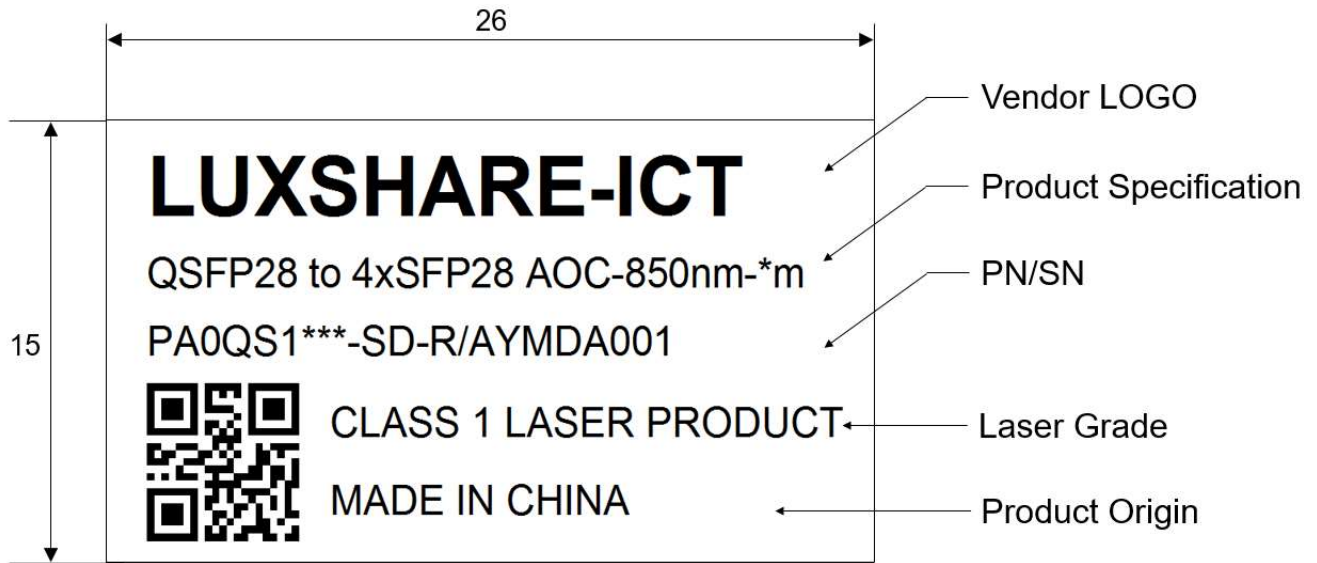 26
Vendor LOGO
15
LUXSHARE-ICT
Product Specification
QSFP28 to 4xSFP28 AOC-850nm-*m
PN/SN
PA0QS1***-SD-R/AYMDA001
CLASS 1 LASER PRODUCT
Laser Grade
MADE IN CHINA
Product Origin